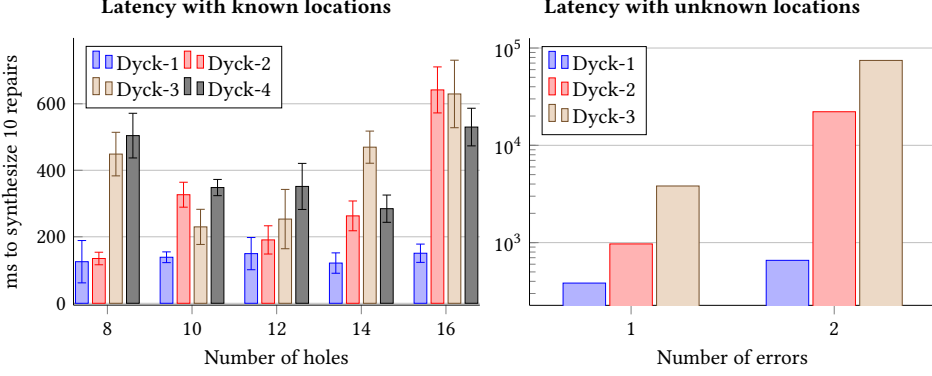 Latency with known locations
ms to synthesize 10 repairs
Dyck-1 Dyck-2
Dyck-3 Dyck-4
600
400
200
0
8 10 12 14 16
Number of holes
Latency with unknown locations
Dyck-1
Dyck-2
Dyck-3
10^5
10^4
10^3
1 2
Number of errors